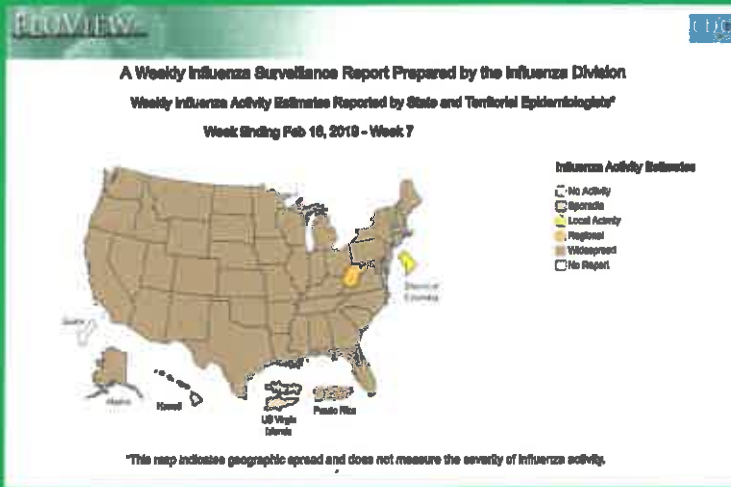 FLUVIEW
A Weekly Influenza Surveillance Report Prepared by the Influenza Division
Weekly Influenza Activity Estimates Reported by State and Territorial Epidemiologists*
Week Ending Feb 16, 2019 - Week 7
Influenza Activity Estimates
No Activity
Sporadic
Local Activity
Regional
Widespread
No Report
District of
Columbia
Guam
Alaska
Hawaii
US Virgin
Islands
Puerto Rico
*This map indicates geographic spread and does not measure the severity of influenza activity.